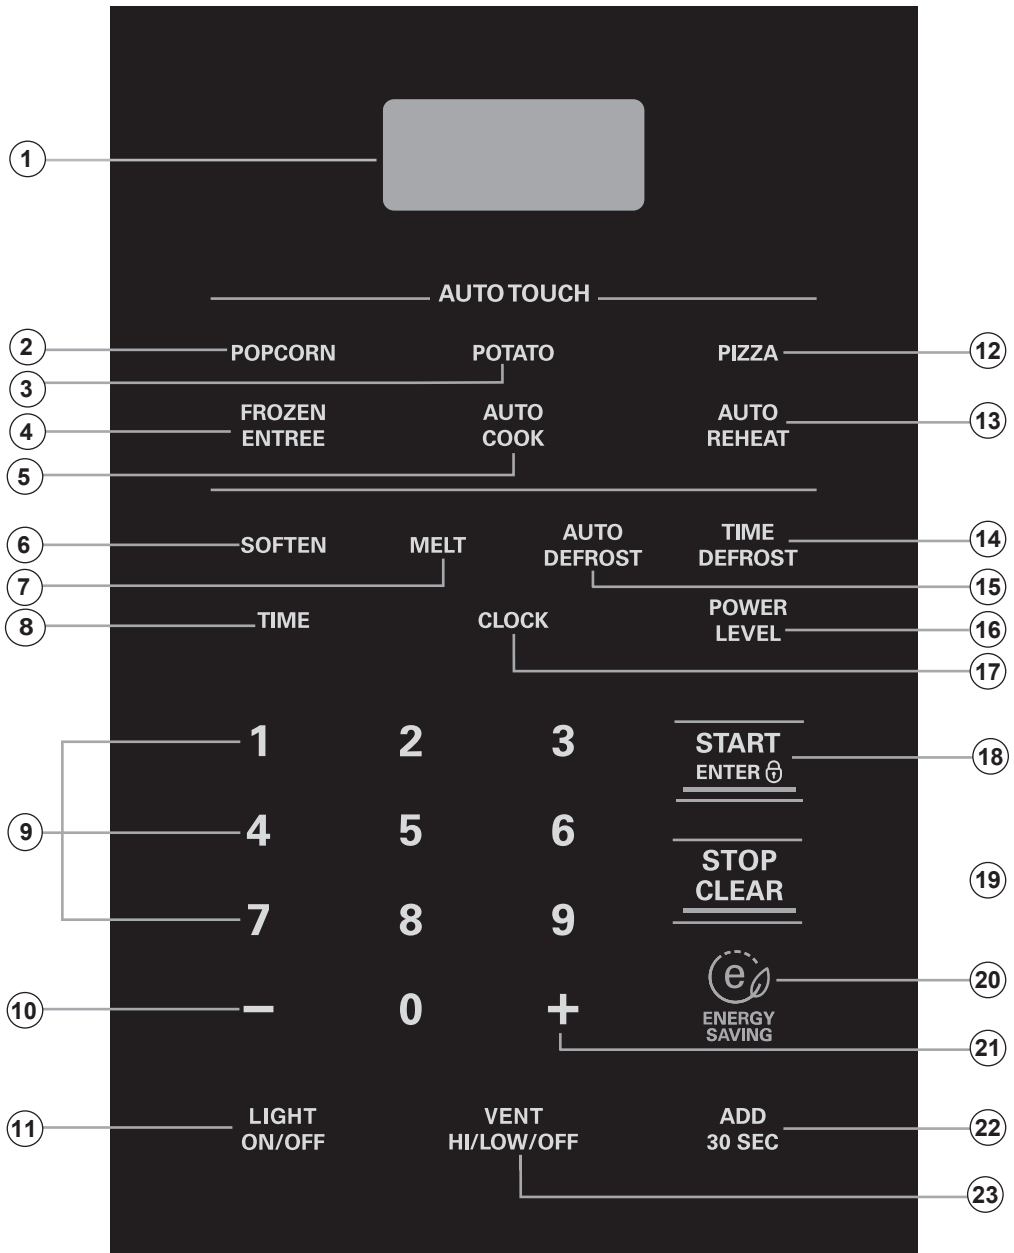 1
AUTO TOUCH
2 POPCORN POTATO PIZZA 12
3
4 FROZEN ENTREE AUTO COOK AUTO REHEAT 13
5
6 SOFTEN MELT AUTO DEFROST TIME DEFROST 14
7 15
8 TIME CLOCK POWER LEVEL 16
17
1 2 3 START
ENTER 18
9 4 5 6 STOP
CLEAR 19
7 8 9 e 20
10 − 0 + ENERGY
SAVING
21
11 LIGHT ON/OFF VENT HI/LOW/OFF ADD 30 SEC 22
23